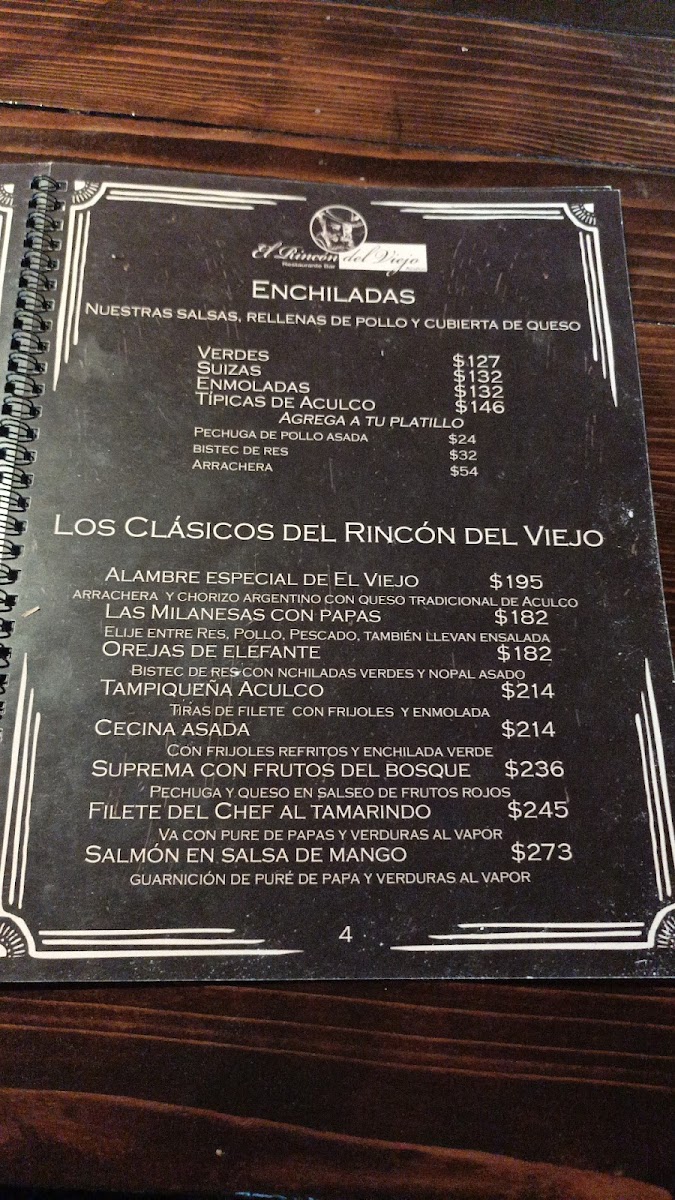 El Rincón del Viejo
Restaurante Bar
ENCHILADAS
NUESTRAS SALSAS, RELLENAS DE POLLO Y CUBIERTA DE QUESO
VERDES $127
SUIZAS $132
ENMOLADAS $132
TÍPICAS DE ACULCO $146
AGREGA A TU PLATILLO
PECHUGA DE POLLO ASADA $24
BISTEC DE RES $32
ARRACHERA $54
LOS CLÁSICOS DEL RINCÓN DEL VIEJO
ALAMBRE ESPECIAL DE EL VIEJO $195
ARRACHERA Y CHORIZO ARGENTINO CON QUESO TRADICIONAL DE ACULCO
LAS MILANESAS CON PAPAS $182
ELIJE ENTRE RES, POLLO, PESCADO, TAMBIÉN LLEVAN ENSALADA
OREJAS DE ELEFANTE $182
BISTEC DE RES CON NCHILADAS VERDES Y NOPAL ASADO
TAMPIQUEÑA ACULCO $214
TIRAS DE FILETE CON FRIJOLES Y ENMOLADA
CECINA ASADA $214
CON FRIJOLES REFRITOS Y ENCHILADA VERDE
SUPREMA CON FRUTOS DEL BOSQUE $236
PECHUGA Y QUESO EN SALSEO DE FRUTOS ROJOS
FILETE DEL CHEF AL TAMARINDO $245
VA CON PURE DE PAPAS Y VERDURAS AL VAPOR
SALMÓN EN SALSA DE MANGO $273
GUARNICIÓN DE PURÉ DE PAPA Y VERDURAS AL VAPOR
4